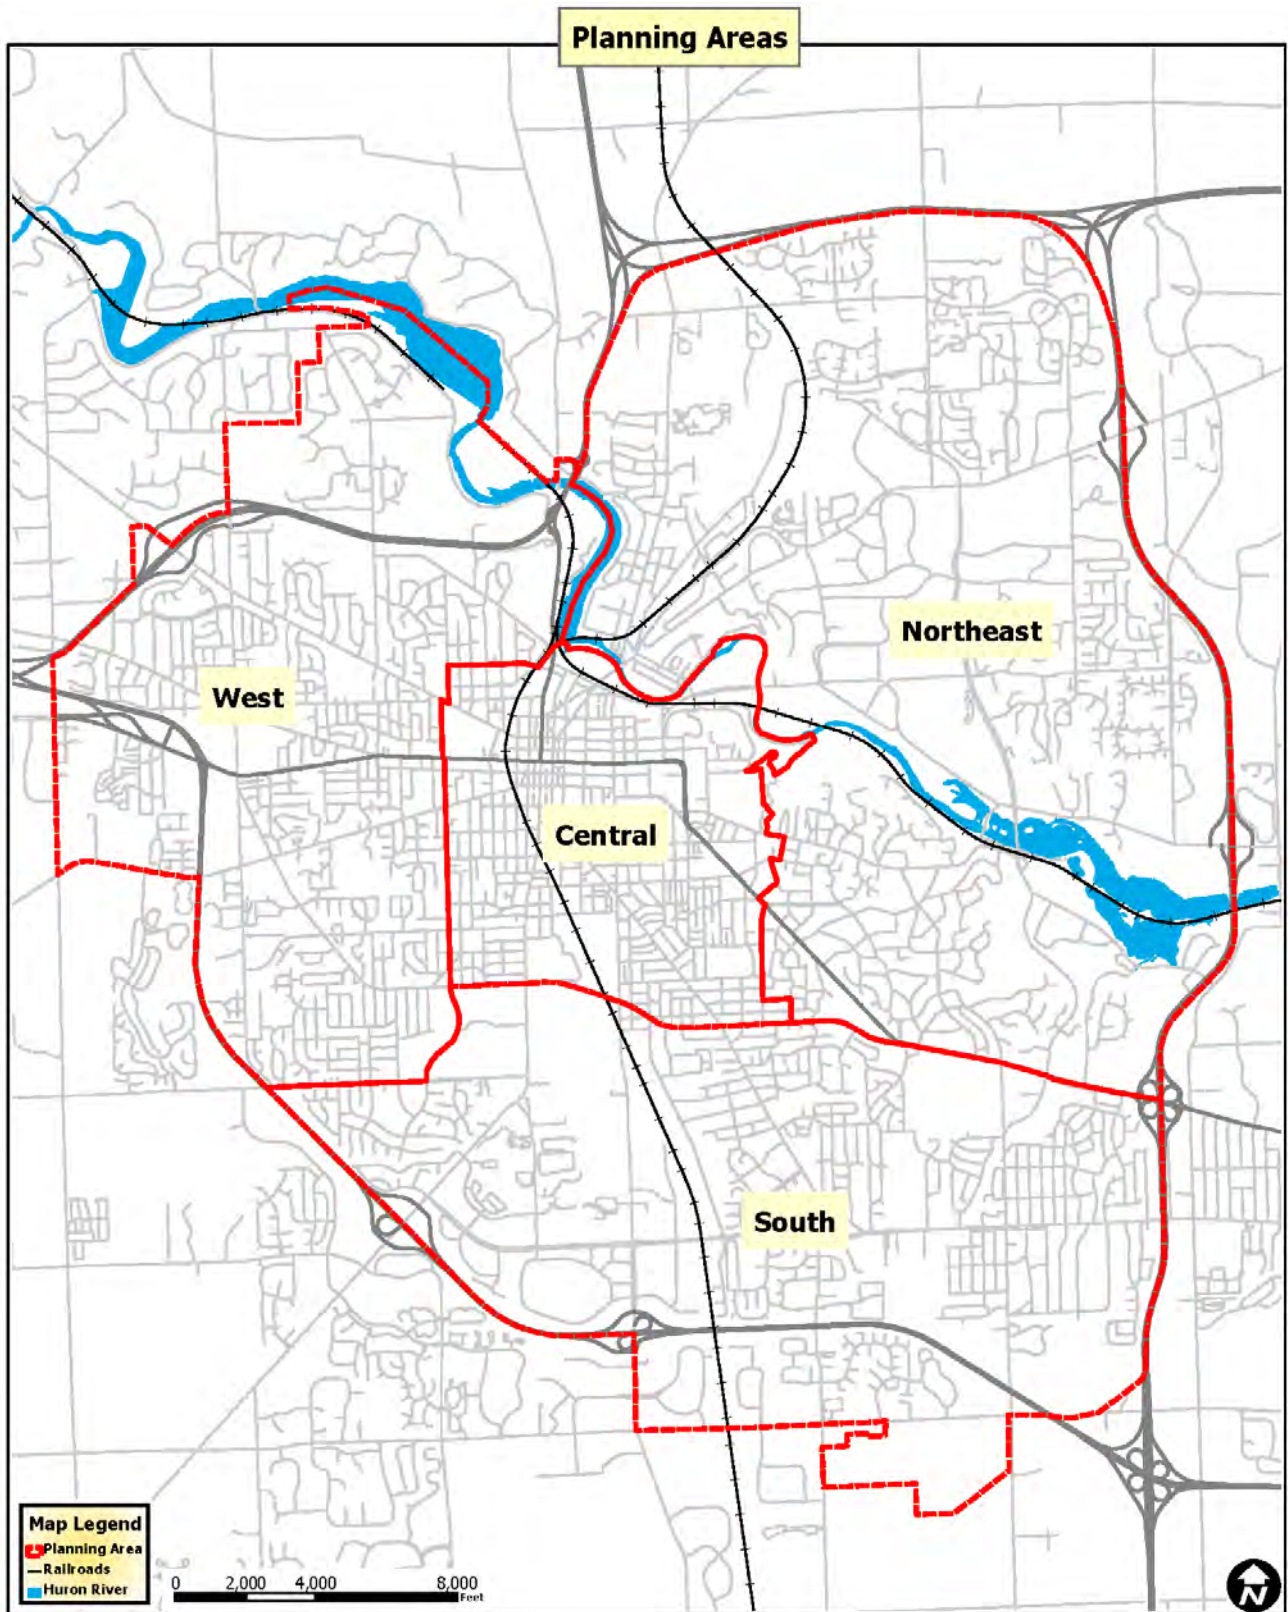 Planning Areas
Northeast
West
Central
South
Map Legend
Planning Area
Railroads
Huron River
0 2,000 4,000 8,000
Feet
N